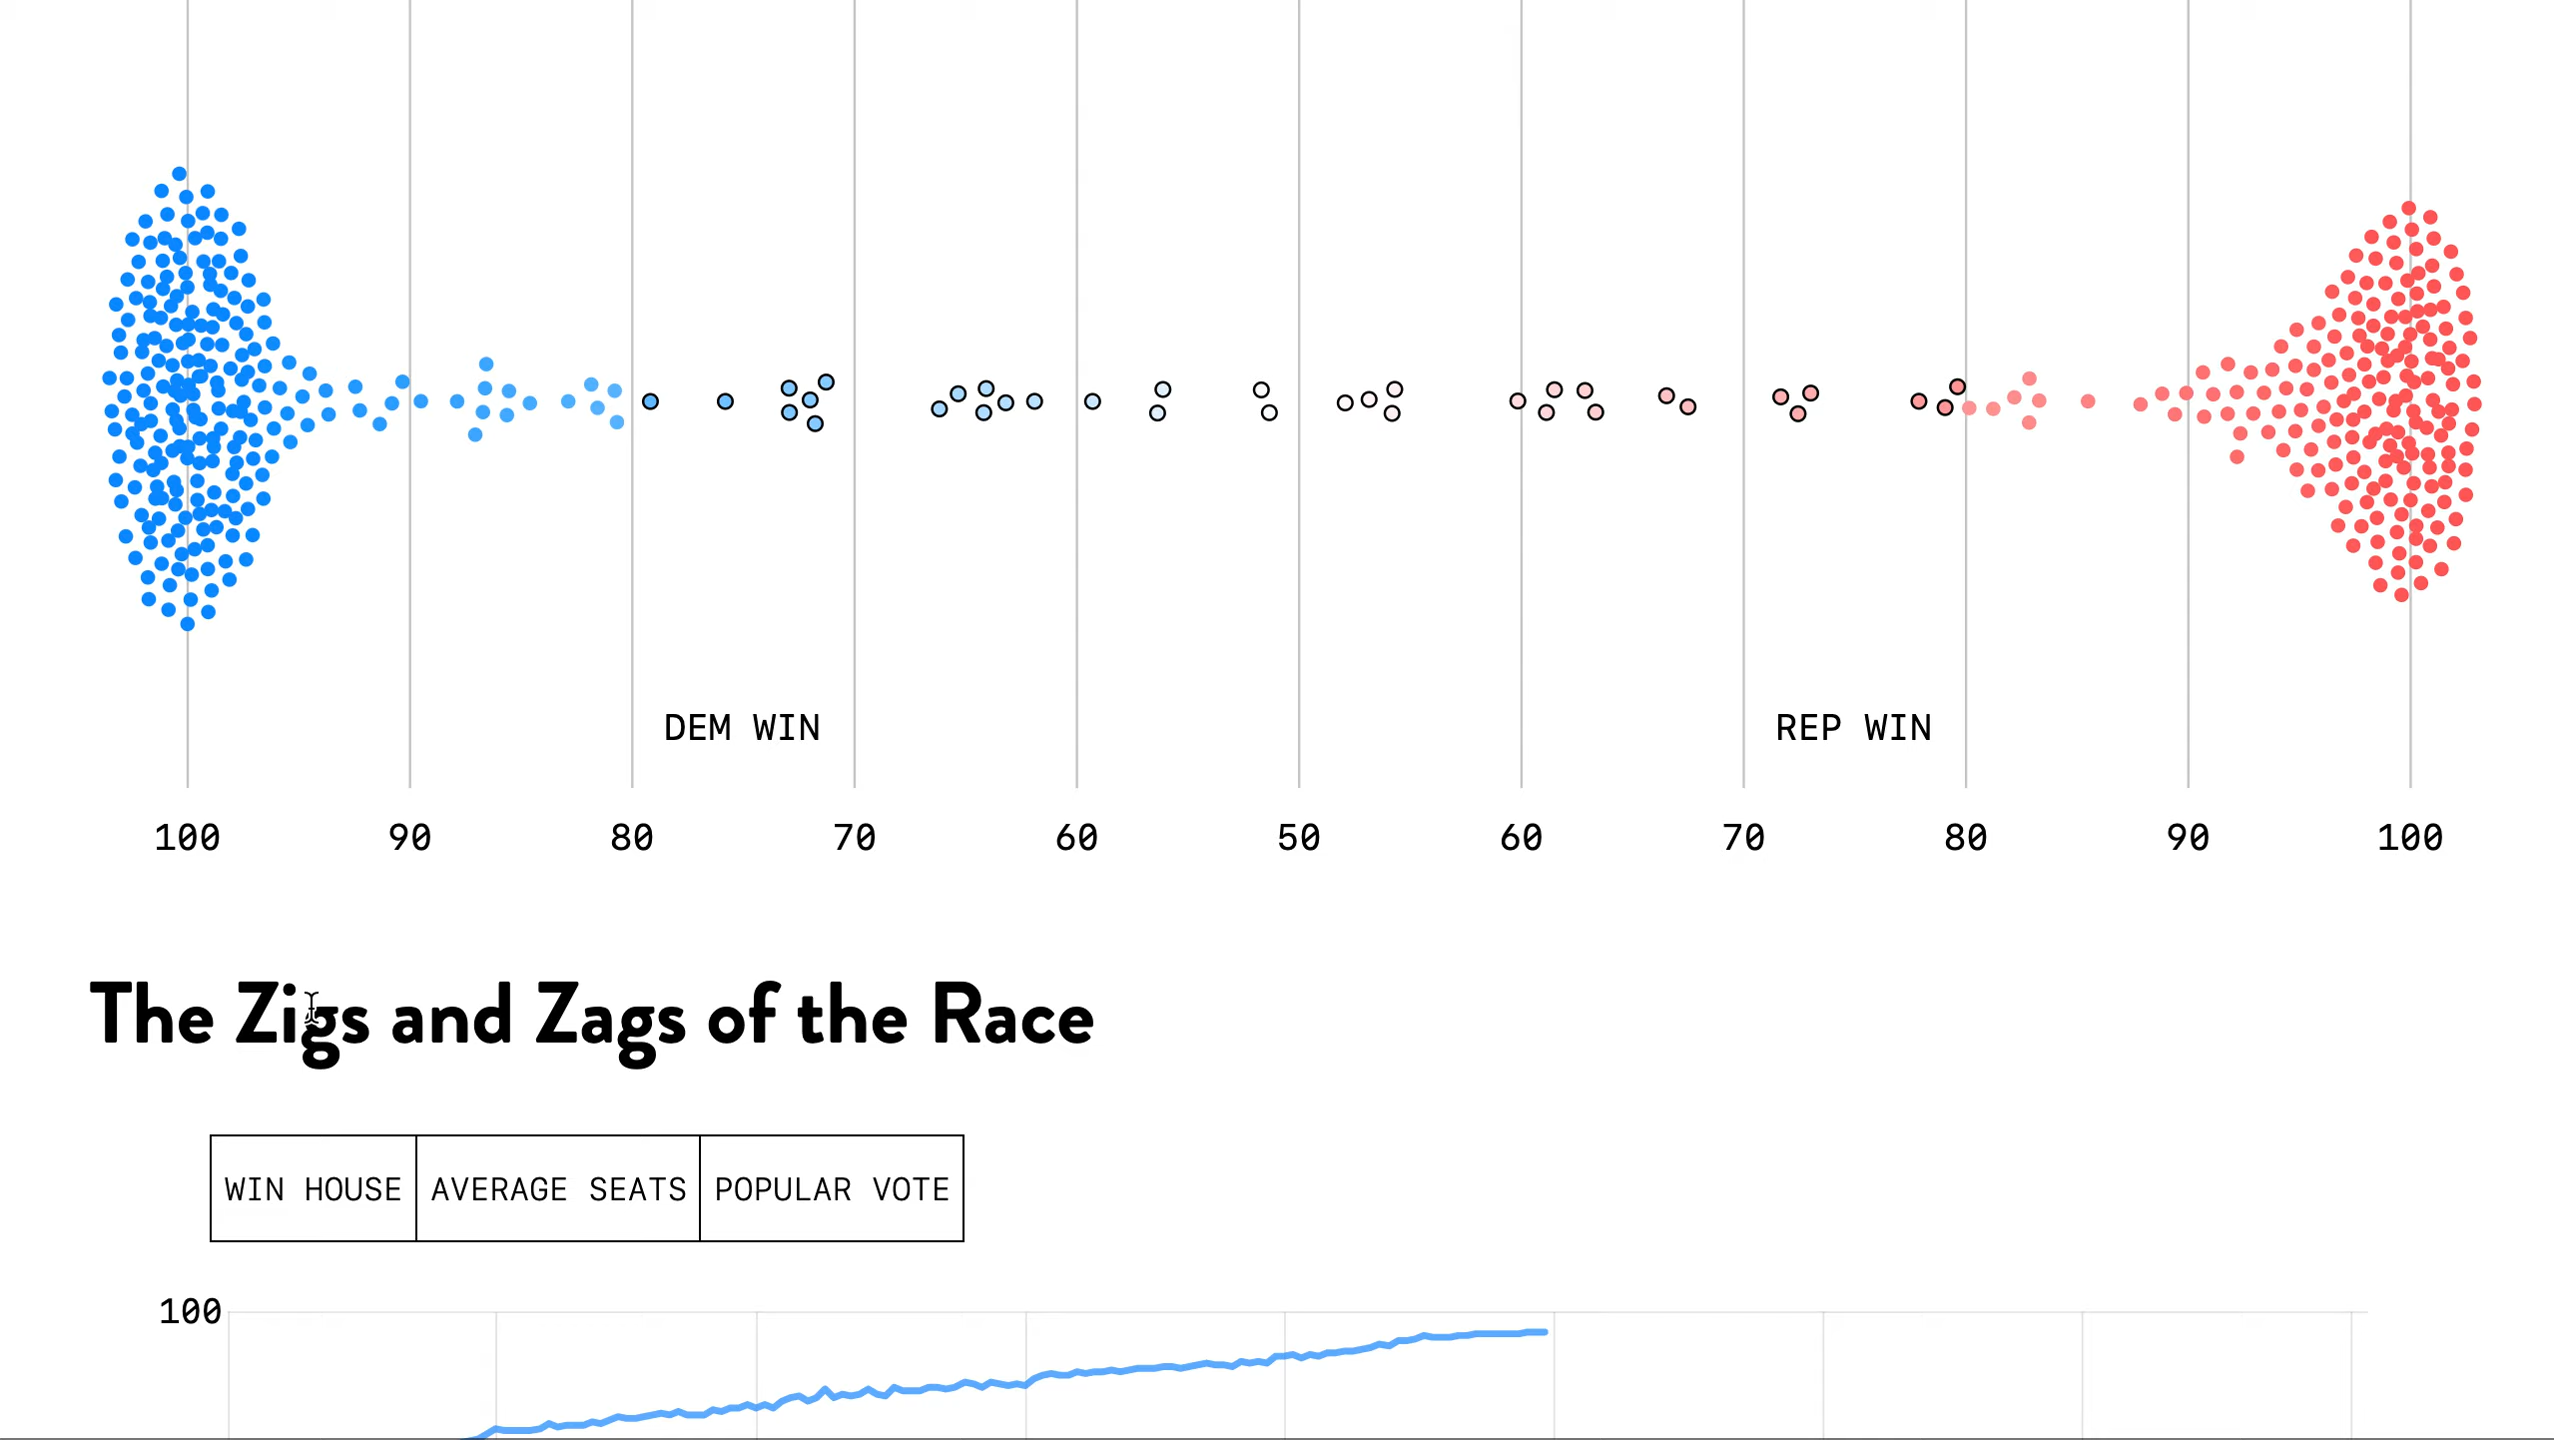 DEM WIN REP WIN
100 90 80 70 60 50 60 70 80 90 100
The Zigs and Zags of the Race
WIN HOUSE AVERAGE SEATS POPULAR VOTE
100